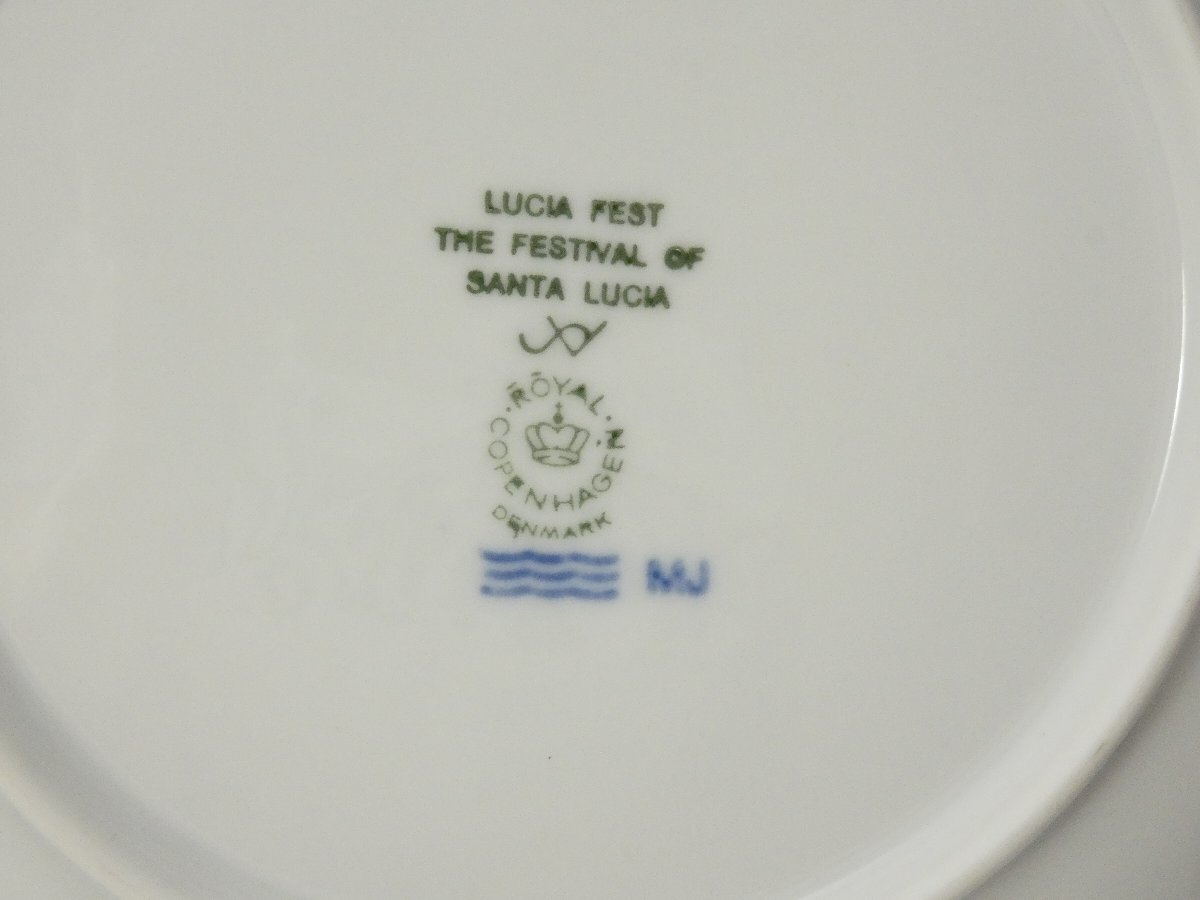 LUCIA FEST
THE FESTIVAL OF
SANTA LUCIA
ROYAL
COPENHAGEN
DENMARK
MJ